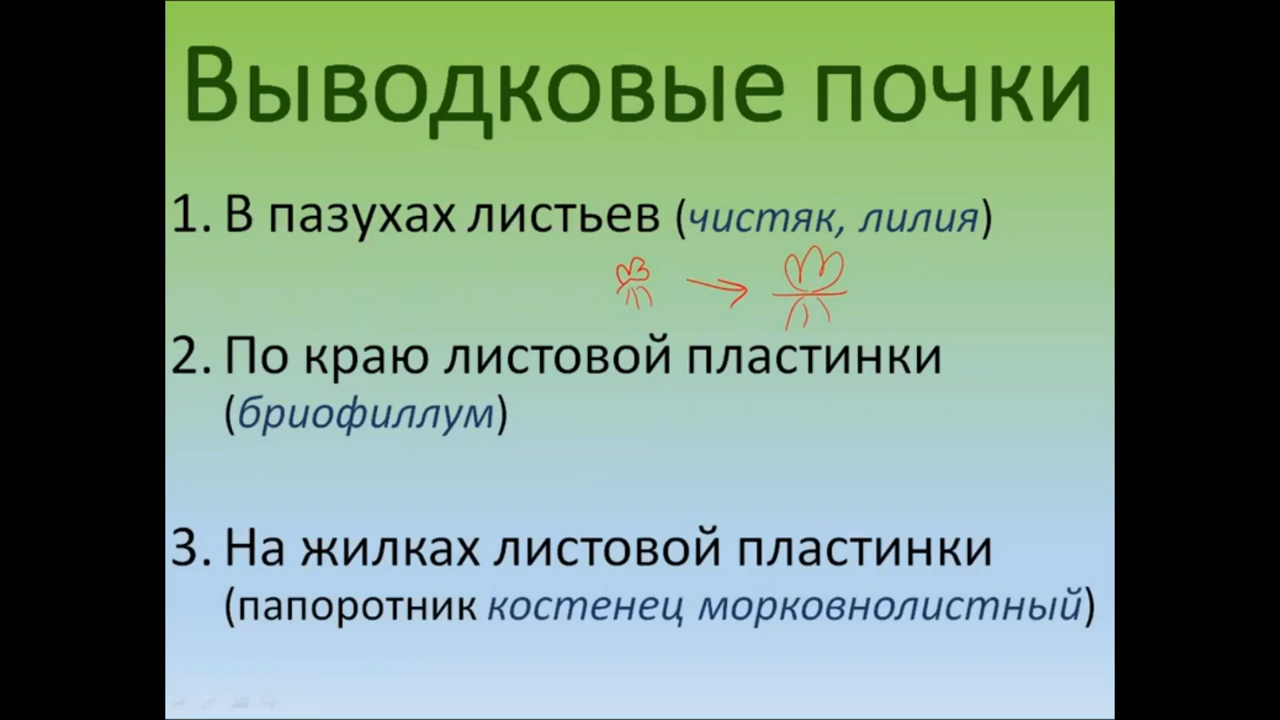 Выводковые почки
1. В пазухах листьев (чистяк, лилия)
2. По краю листовой пластинки
(бриофиллум)
3. На жилках листовой пластинки
(папоротник костенец морковнолистный)